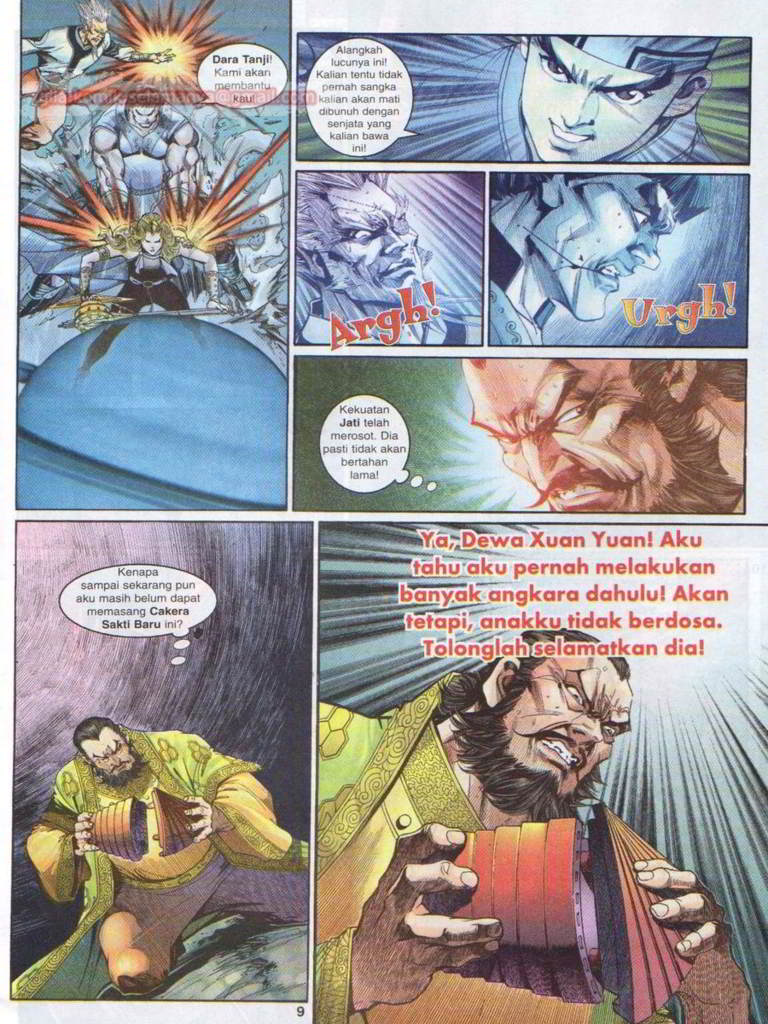 Dara Tanji!
Kami akan
membantu
kau!
Alangkah
lucunya ini!
Kalian tentu tidak
pernah sangka
kalian akan mati
dibunuh dengan
senjata yang
kalian bawa
ini!
Argh!
Urgh!
Kekuatan
Jati telah
merosot. Dia
pasti tidak akan
bertahan
lama!
Kenapa
sampai sekarang pun
aku masih belum dapat
memasang Cakera
Sakti Baru ini?
Ya, Dewa Xuan Yuan! Aku
tahu aku pernah melakukan
banyak angkara dahulu! Akan
tetapi, anakku tidak berdosa.
Tolonglah selamatkan dia!
9